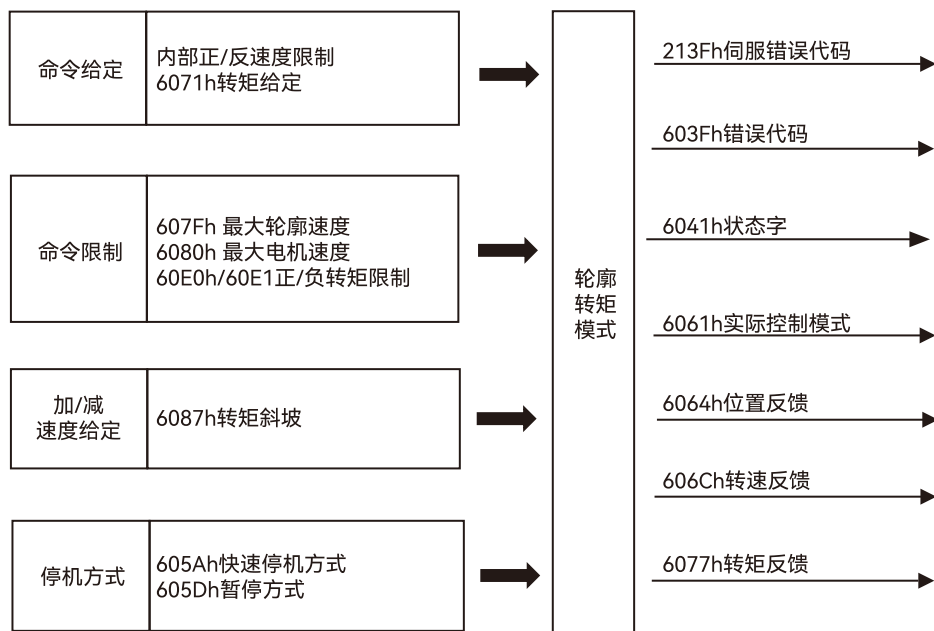 命令给定
内部正/反速度限制
6071h转矩给定
命令限制
607Fh 最大轮廓速度
6080h 最大电机速度
60E0h/60E1正/负转矩限制
加/减
速度给定
6087h转矩斜坡
停机方式
605Ah快速停机方式
605Dh暂停方式
轮廓
转矩
模式
213Fh伺服错误代码
603Fh错误代码
6041h状态字
6061h实际控制模式
6064h位置反馈
606Ch转速反馈
6077h转矩反馈